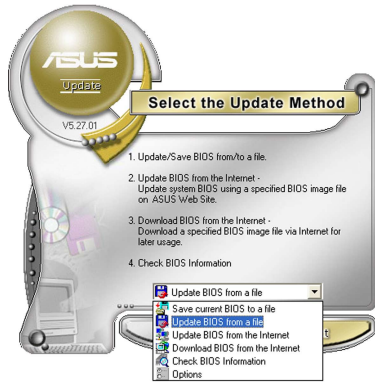 ASUS
Update
V5.27.01
Select the Update Method
1. Update/Save BIOS from/to a file.
2. Update BIOS from the Internet -
Update system BIOS using a specified BIOS image file
on ASUS Web Site.
3. Download BIOS from the Internet -
Download a specified BIOS image file via Internet for
later usage.
4. Check BIOS Information
Update BIOS from a file
Save current BIOS to a file
Update BIOS from a file
Update BIOS from the Internet
Download BIOS from the Internet
Check BIOS Information
Options